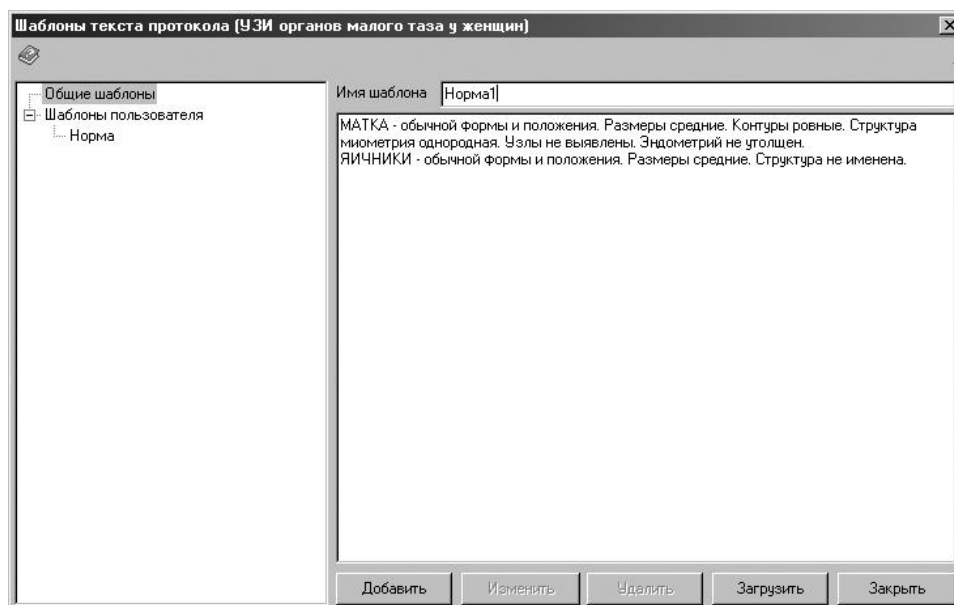 Шаблоны текста протокола (УЗИ органов малого таза у женщин)
Общие шаблоны
Шаблоны пользователя
Норма
Имя шаблона Норма1
МАТКА - обычной формы и положения. Размеры средние. Контуры ровные. Структура
миометрия однородная. Узлы не выявлены. Эндометрий не утолщен.
ЯИЧНИКИ - обычной формы и положения. Размеры средние. Структура не именена.
Добавить Изменить Удалить Загрузить Закрыть